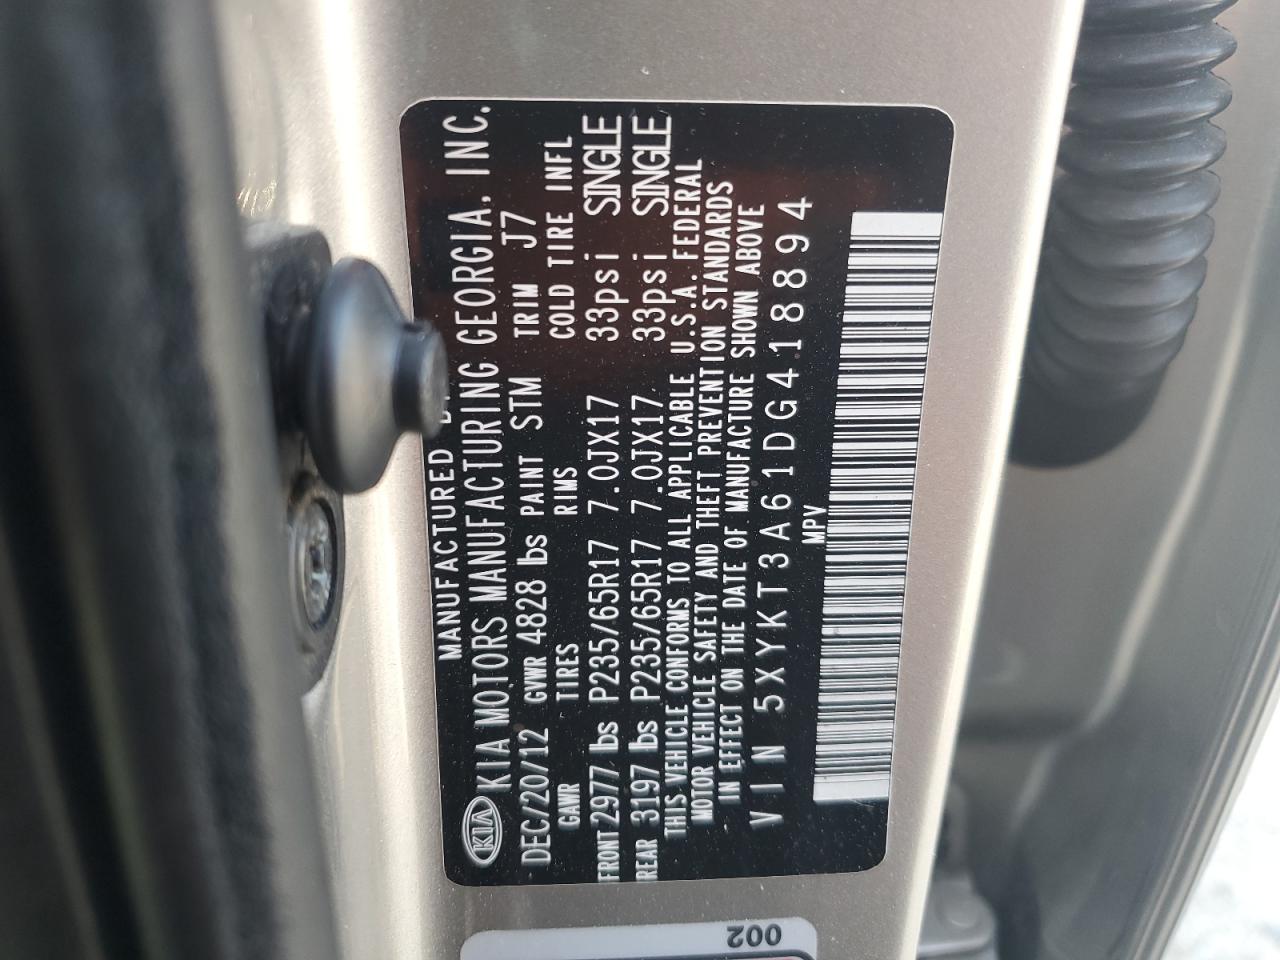 MANUFACTURED
KIA KIA MOTORS MANUFACTURING GEORGIA, INC.
DEC/20/12 GVWR 4828 lbs PAINT STM TRIM J7
GAWR TIRES RIMS COLD TIRE INFL
FRONT 2977 lbs P235/65R17 7.0JX17 33psi SINGLE
REAR 3197 lbs P235/65R17 7.0JX17 33psi SINGLE
THIS VEHICLE CONFORMS TO ALL APPLICABLE U.S.A. FEDERAL
MOTOR VEHICLE SAFETY AND THEFT PREVENTION STANDARDS
IN EFFECT ON THE DATE OF MANUFACTURE SHOWN ABOVE
VIN 5XYKT3A61DG418894
MPV
002